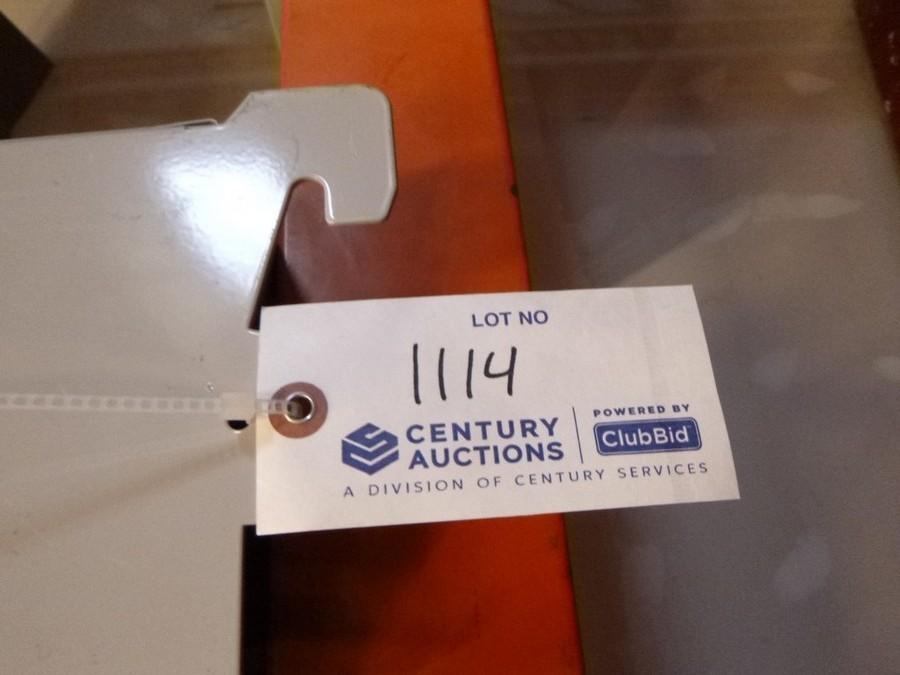 LOT NO
1114
CENTURY AUCTIONS
POWERED BY
ClubBid
A DIVISION OF CENTURY SERVICES